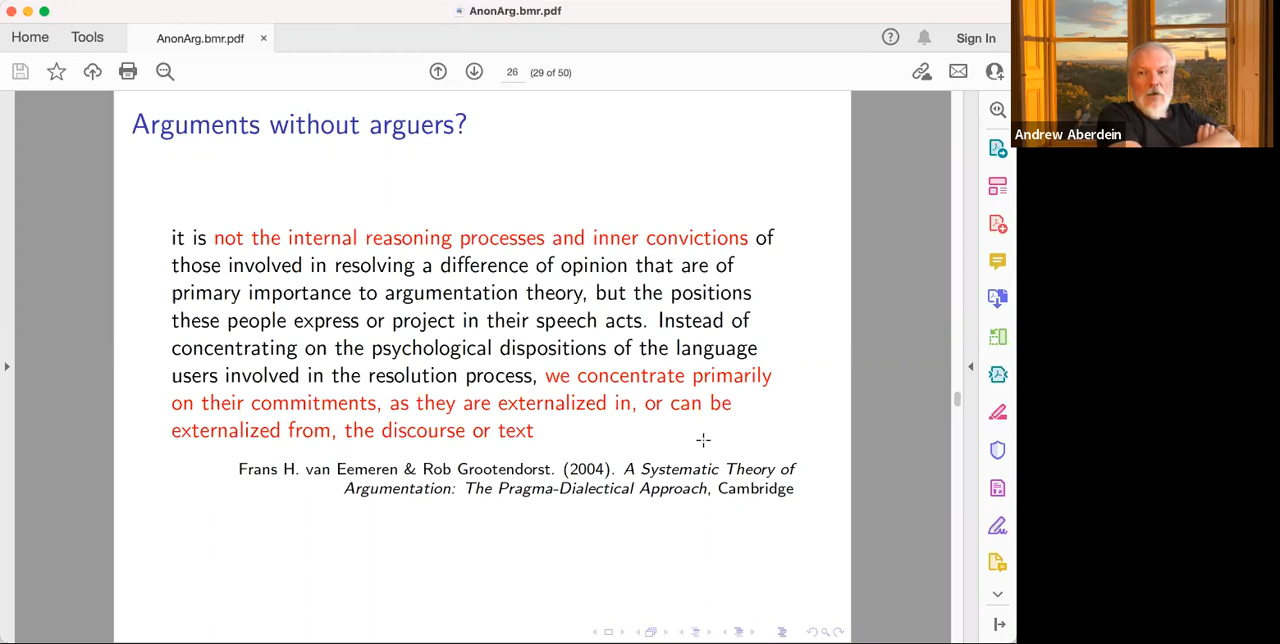 AnonArg.bmr.pdf
Home
Tools
AnonArg.bmr.pdf
×
Sign In
26
(29 of 50)
Andrew Aberdein
Arguments without arguers?
it is not the internal reasoning processes and inner convictions of
those involved in resolving a difference of opinion that are of
primary importance to argumentation theory, but the positions
these people express or project in their speech acts. Instead of
concentrating on the psychological dispositions of the language
users involved in the resolution process, we concentrate primarily
on their commitments, as they are externalized in, or can be
externalized from, the discourse or text
Frans H. van Eemeren & Rob Grootendorst. (2004). A Systematic Theory of
Argumentation: The Pragma-Dialectical Approach, Cambridge